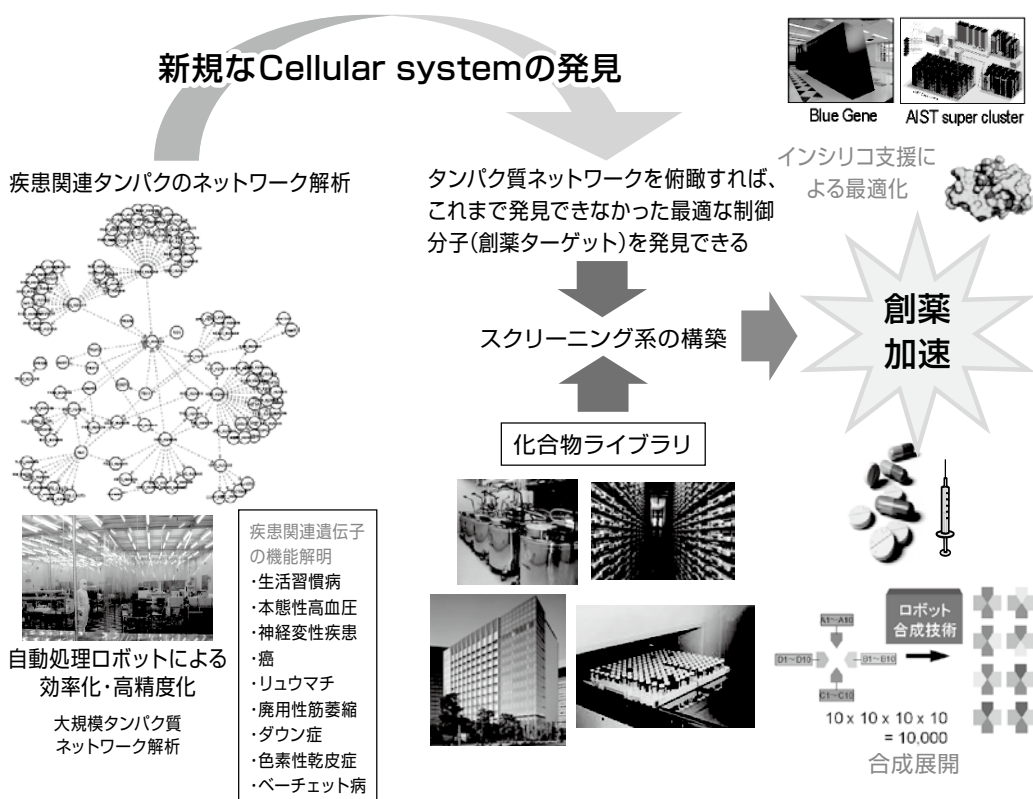 新規なCellular systemの発見
疾患関連タンパクのネットワーク解析
自動処理ロボットによる
効率化・高精度化
大規模タンパク質
ネットワーク解析
疾患関連遺伝子
の機能解明
・生活習慣病
・本態性高血圧
・神経変性疾患
・癌
・リュウマチ
・廃用性筋萎縮
・ダウン症
・色素性乾皮症
・ベーチェット病
タンパク質ネットワークを俯瞰すれば、
これまで発見できなかった最適な制御
分子(創薬ターゲット)を発見できる
スクリーニング系の構築
化合物ライブラリ
Blue Gene
AIST super cluster
インシリコ支援に
よる最適化
創薬
加速
A1～A10
D1～D10
B1～B10
C1～C10
ロボット
合成技術
10 x 10 x 10 x 10
= 10,000
合成展開